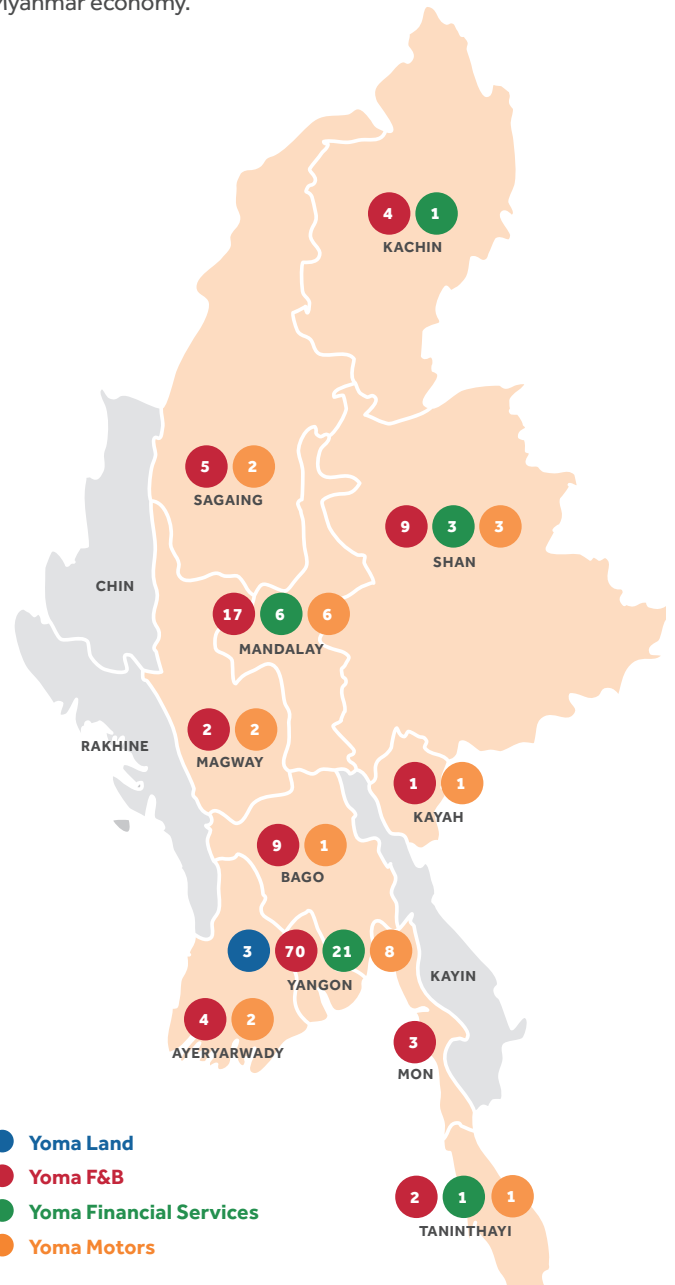 Myanmar economy.
4 1
KACHIN
5 2
SAGAING
9 3 3
SHAN
CHIN
17 6 6
MANDALAY
2 2
MAGWAY
RAKHINE
1 1
KAYAH
9 1
BAGO
3 70 21 8
YANGON
KAYIN
4 2
AYERYARWADY
3
MON
Yoma Land
Yoma F&B
2 1 1
TANINTHAYI
Yoma Financial Services
Yoma Motors